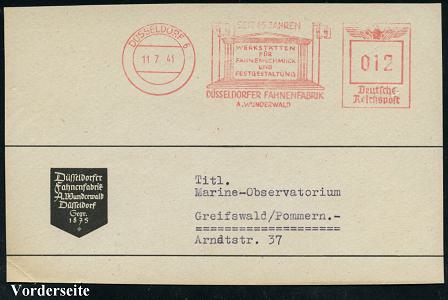 DÜSSELDORF 6
11.7.41
SEIT 65 JAHREN
WERKSTÄTTEN
FÜR
FAHNENSCHMUCK
UND
FESTGESTALTUNG
DÜSSELDORFER FAHNENFABRIK
A. WUNDERWALD
012
Deutsche
Reichspost
Düsseldorfer
Fahnenfabrik
A. Wunderwald
Düsseldorf
Gegr.
1875
Titl.
Marine-Observatorium
Greifswald/Pommern.-
Arndtstr. 37
Vorderseite